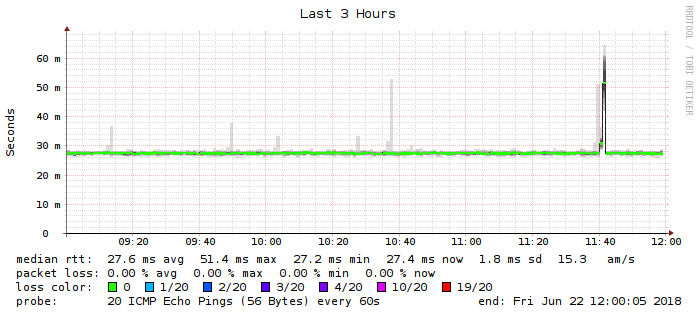 Last 3 Hours
RRDTOOL / TOBI OETIKER
Seconds
60 m
50 m
40 m
30 m
20 m
10 m
0
09:20 09:40 10:00 10:20 10:40 11:00 11:20 11:40 12:00
median rtt: 27.6 ms avg 51.4 ms max 27.2 ms min 27.4 ms now 1.8 ms sd 15.3 am/s
packet loss: 0.00 % avg 0.00 % max 0.00 % min 0.00 % now
loss color: 0 1/20 2/20 3/20 4/20 10/20 19/20
probe: 20 ICMP Echo Pings (56 Bytes) every 60s end: Fri Jun 22 12:00:05 2018